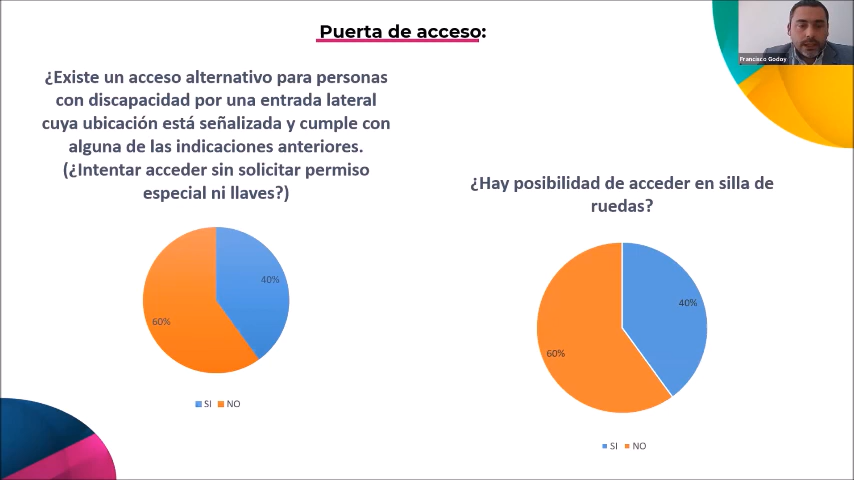 Puerta de acceso:
Francisco Godoy
¿Existe un acceso alternativo para personas
con discapacidad por una entrada lateral
cuya ubicación está señalizada y cumple con
alguna de las indicaciones anteriores.
(¿Intentar acceder sin solicitar permiso
especial ni llaves?)
40%
60%
SI NO
¿Hay posibilidad de acceder en silla de
ruedas?
40%
60%
SI NO